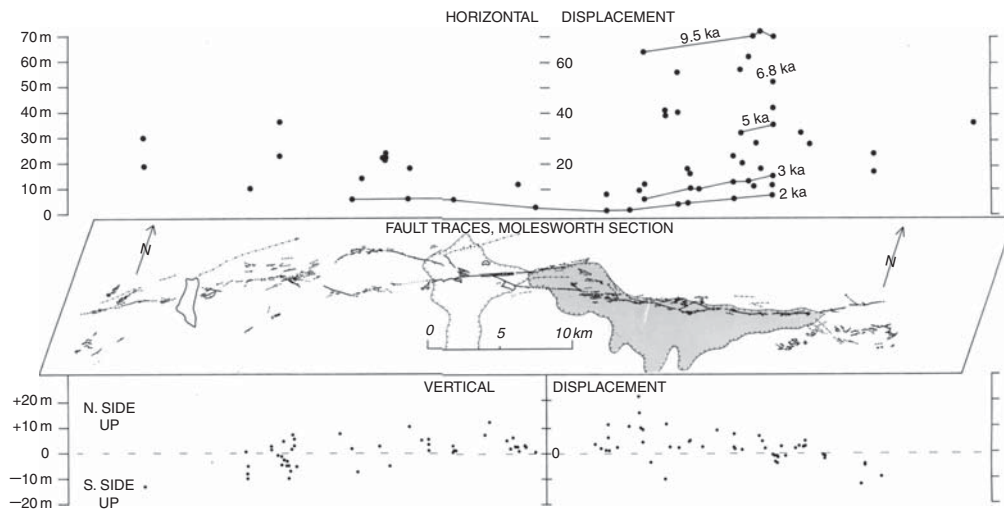 HORIZONTAL DISPLACEMENT
70 m
60 m
50 m
40 m
30 m
20 m
10 m
0
60
40
20
9.5 ka
6.8 ka
5 ka
3 ka
2 ka
FAULT TRACES, MOLESWORTH SECTION
N
N
0 5 10 km
VERTICAL DISPLACEMENT
+20 m
+10 m
0
−10 m
−20 m
N. SIDE
UP
S. SIDE
UP
0